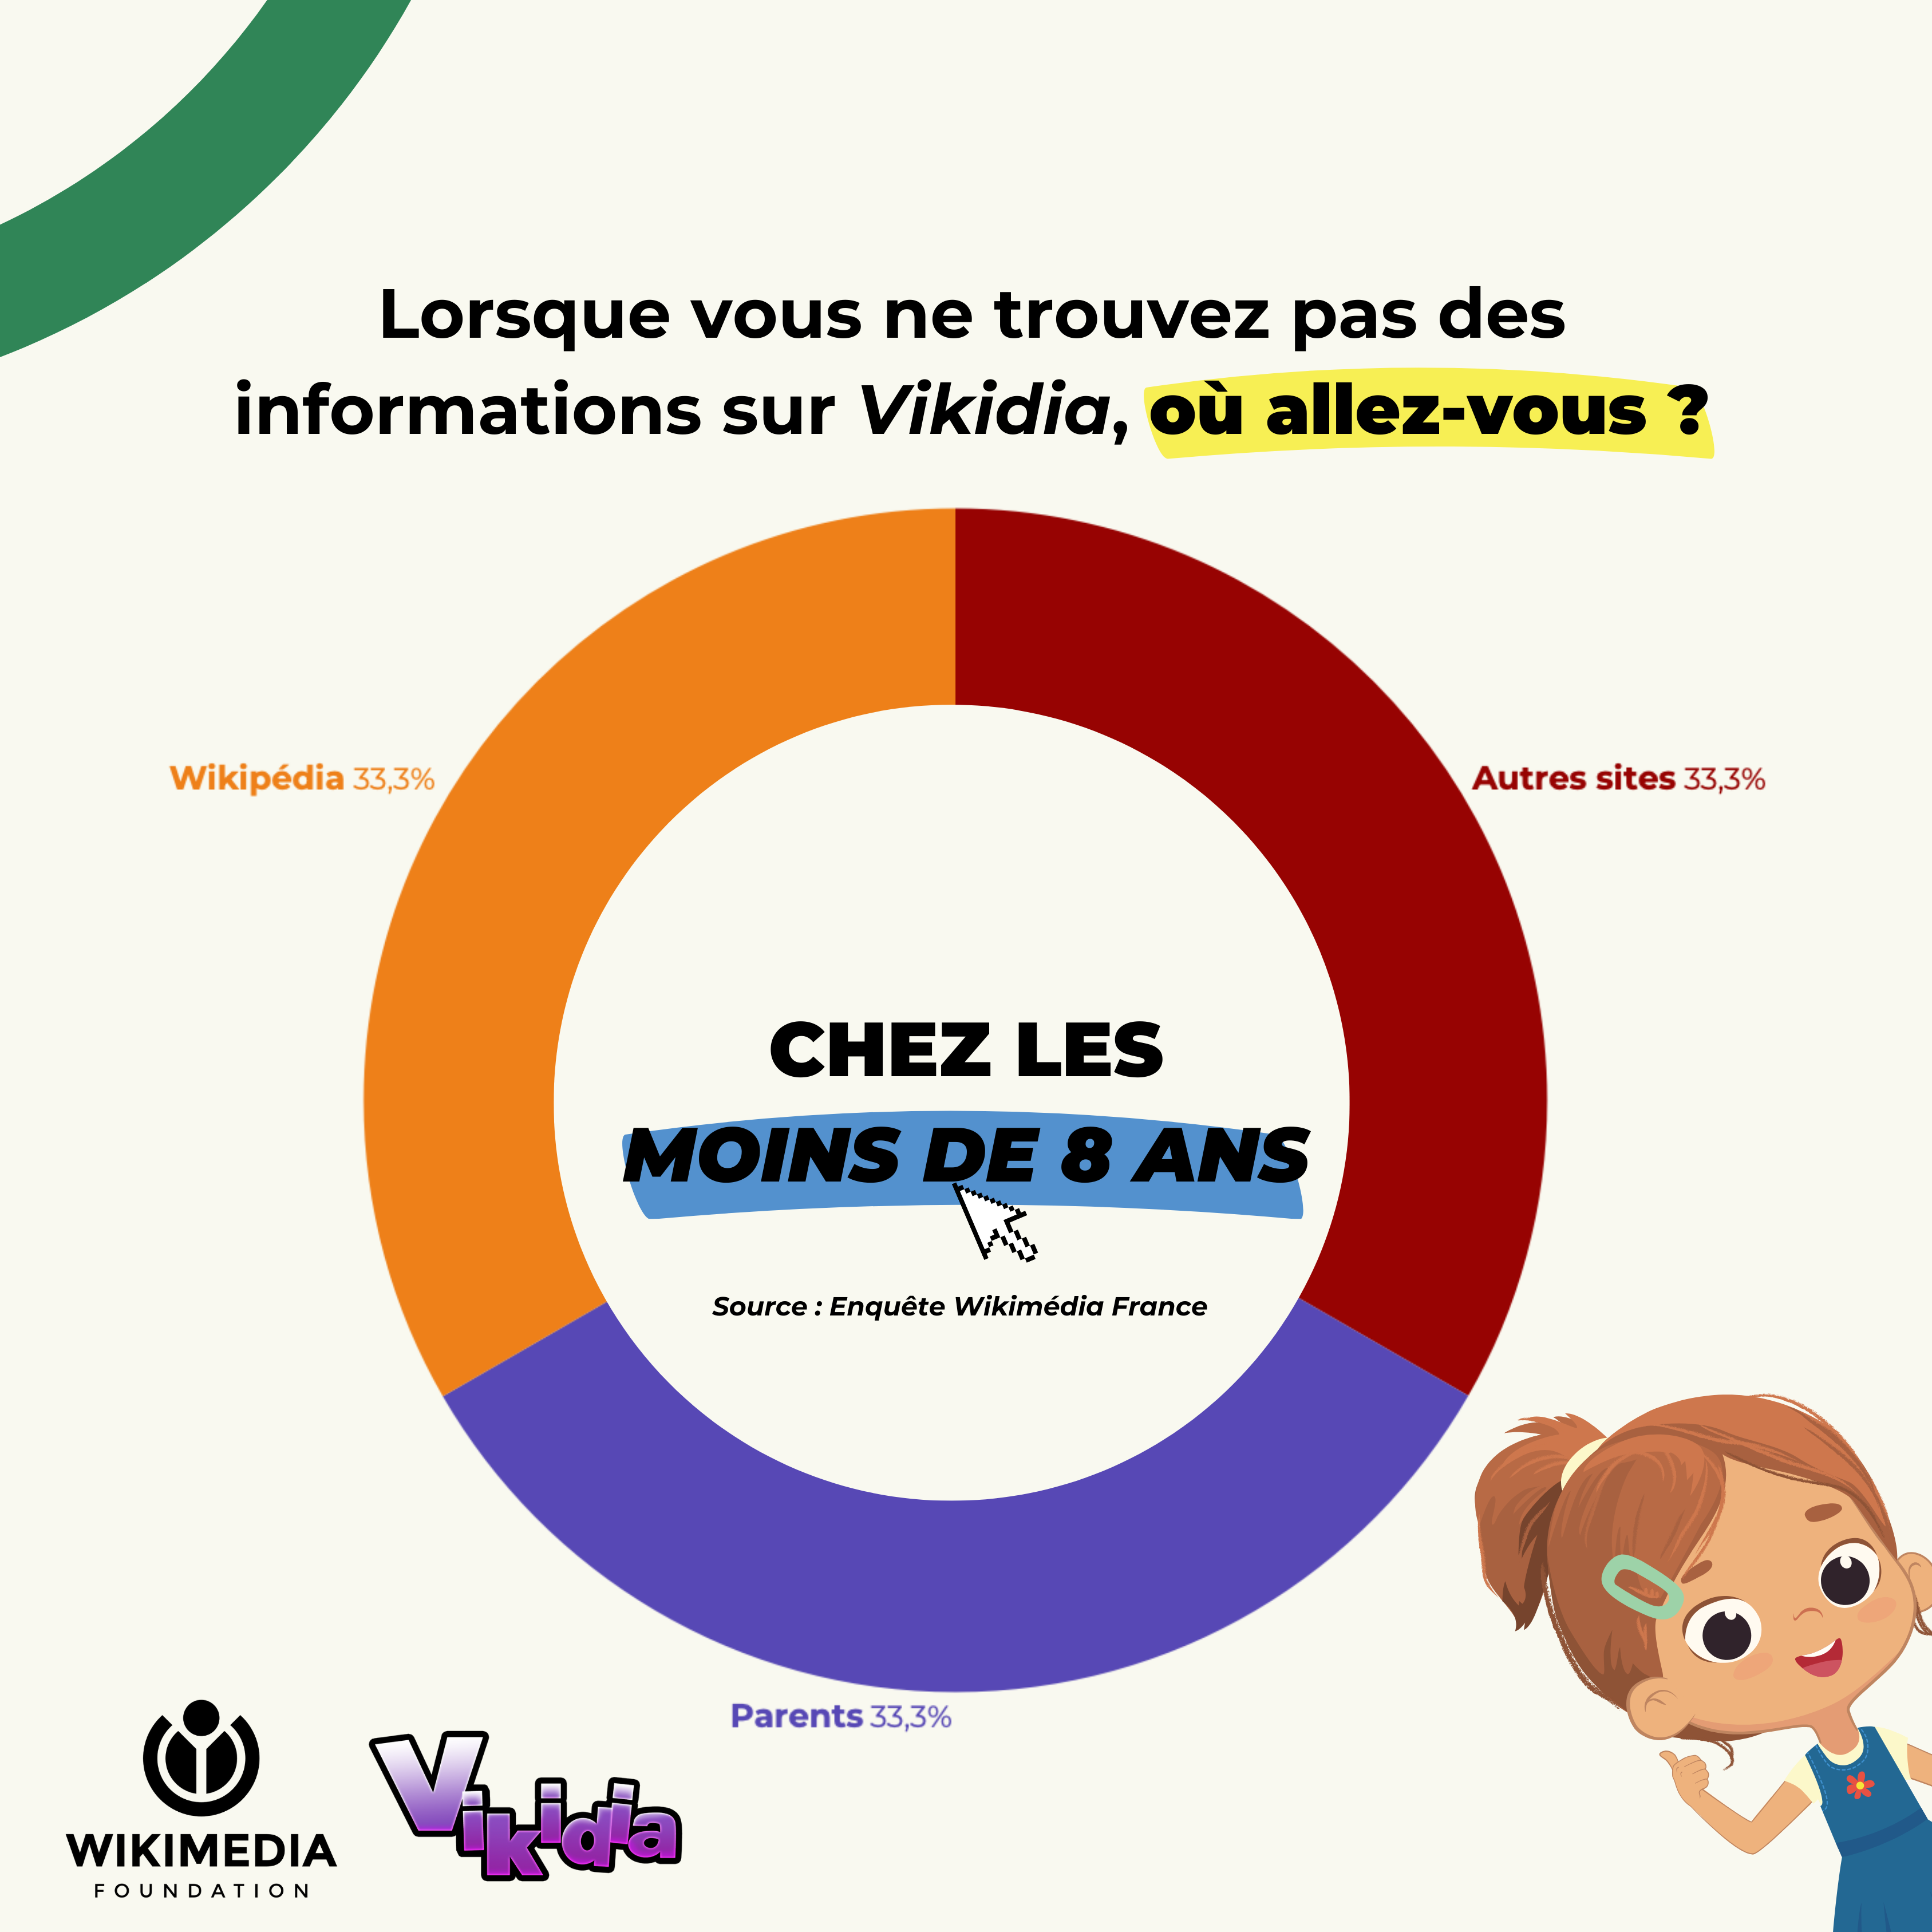 Lorsque vous ne trouvez pas des
informations sur Vikidia, où allez-vous ?
Wikipédia 33,3%
Autres sites 33,3%
CHEZ LES
MOINS DE 8 ANS
Source : Enquête Wikimédia France
Parents 33,3%
WIKIMEDIA
FOUNDATION
Vikidia